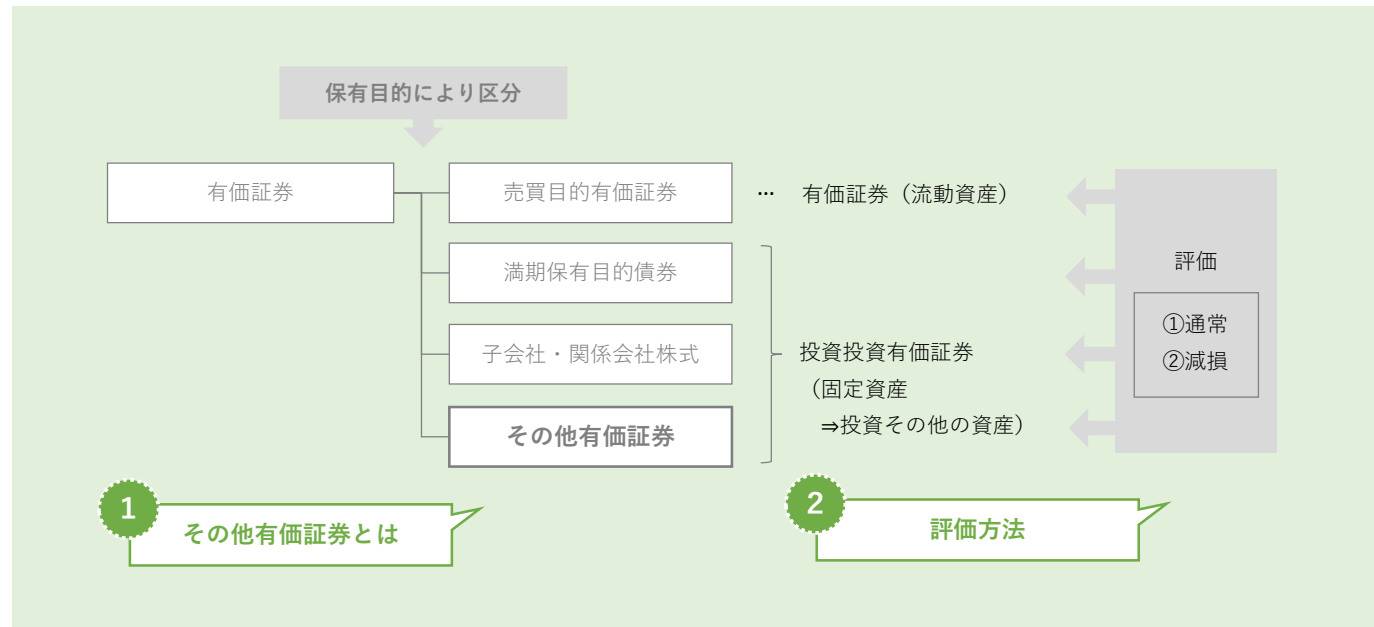 保有目的により区分
有価証券
売買目的有価証券
… 有価証券（流動資産）
満期保有目的債券
子会社・関係会社株式
その他有価証券
投資投資有価証券
（固定資産
⇒投資その他の資産）
評価
①通常
②減損
1
その他有価証券とは
2
評価方法